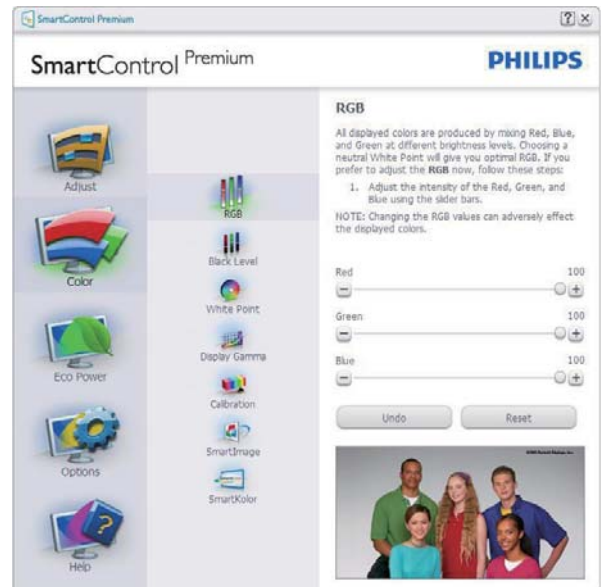 SmartControl Premium
SmartControl Premium
PHILIPS
Adjust
Color
Eco Power
Options
Help
RGB
Black Level
White Point
Display Gamma
Calibration
SmartImage
SmartKolor
RGB
All displayed colors are produced by mixing Red, Blue,
and Green at different brightness levels. Choosing a
neutral White Point will give you optimal RGB. If you
prefer to adjust the RGB now, follow these steps:
1. Adjust the intensity of the Red, Green, and
Blue using the slider bars.
NOTE: Changing the RGB values can adversely effect
the displayed colors.
Red 100
Green 100
Blue 100
Undo Reset